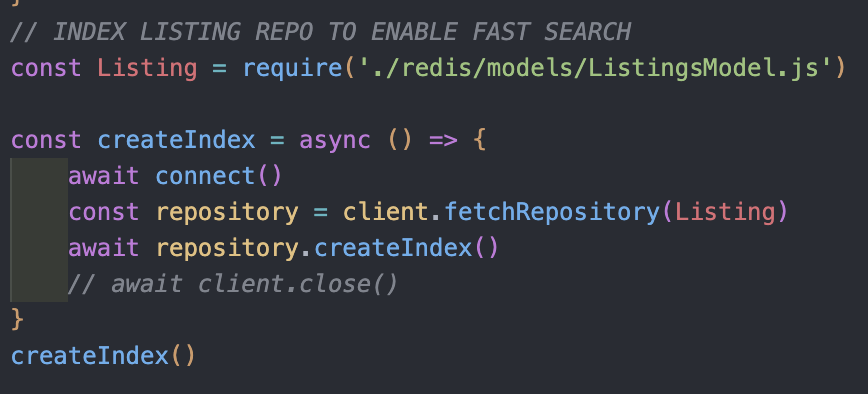 }
// INDEX LISTING REPO TO ENABLE FAST SEARCH
const Listing = require('./redis/models/ListingsModel.js')
const createIndex = async () => {
await connect()
const repository = client.fetchRepository(Listing)
await repository.createIndex()
// await client.close()
}
createIndex()